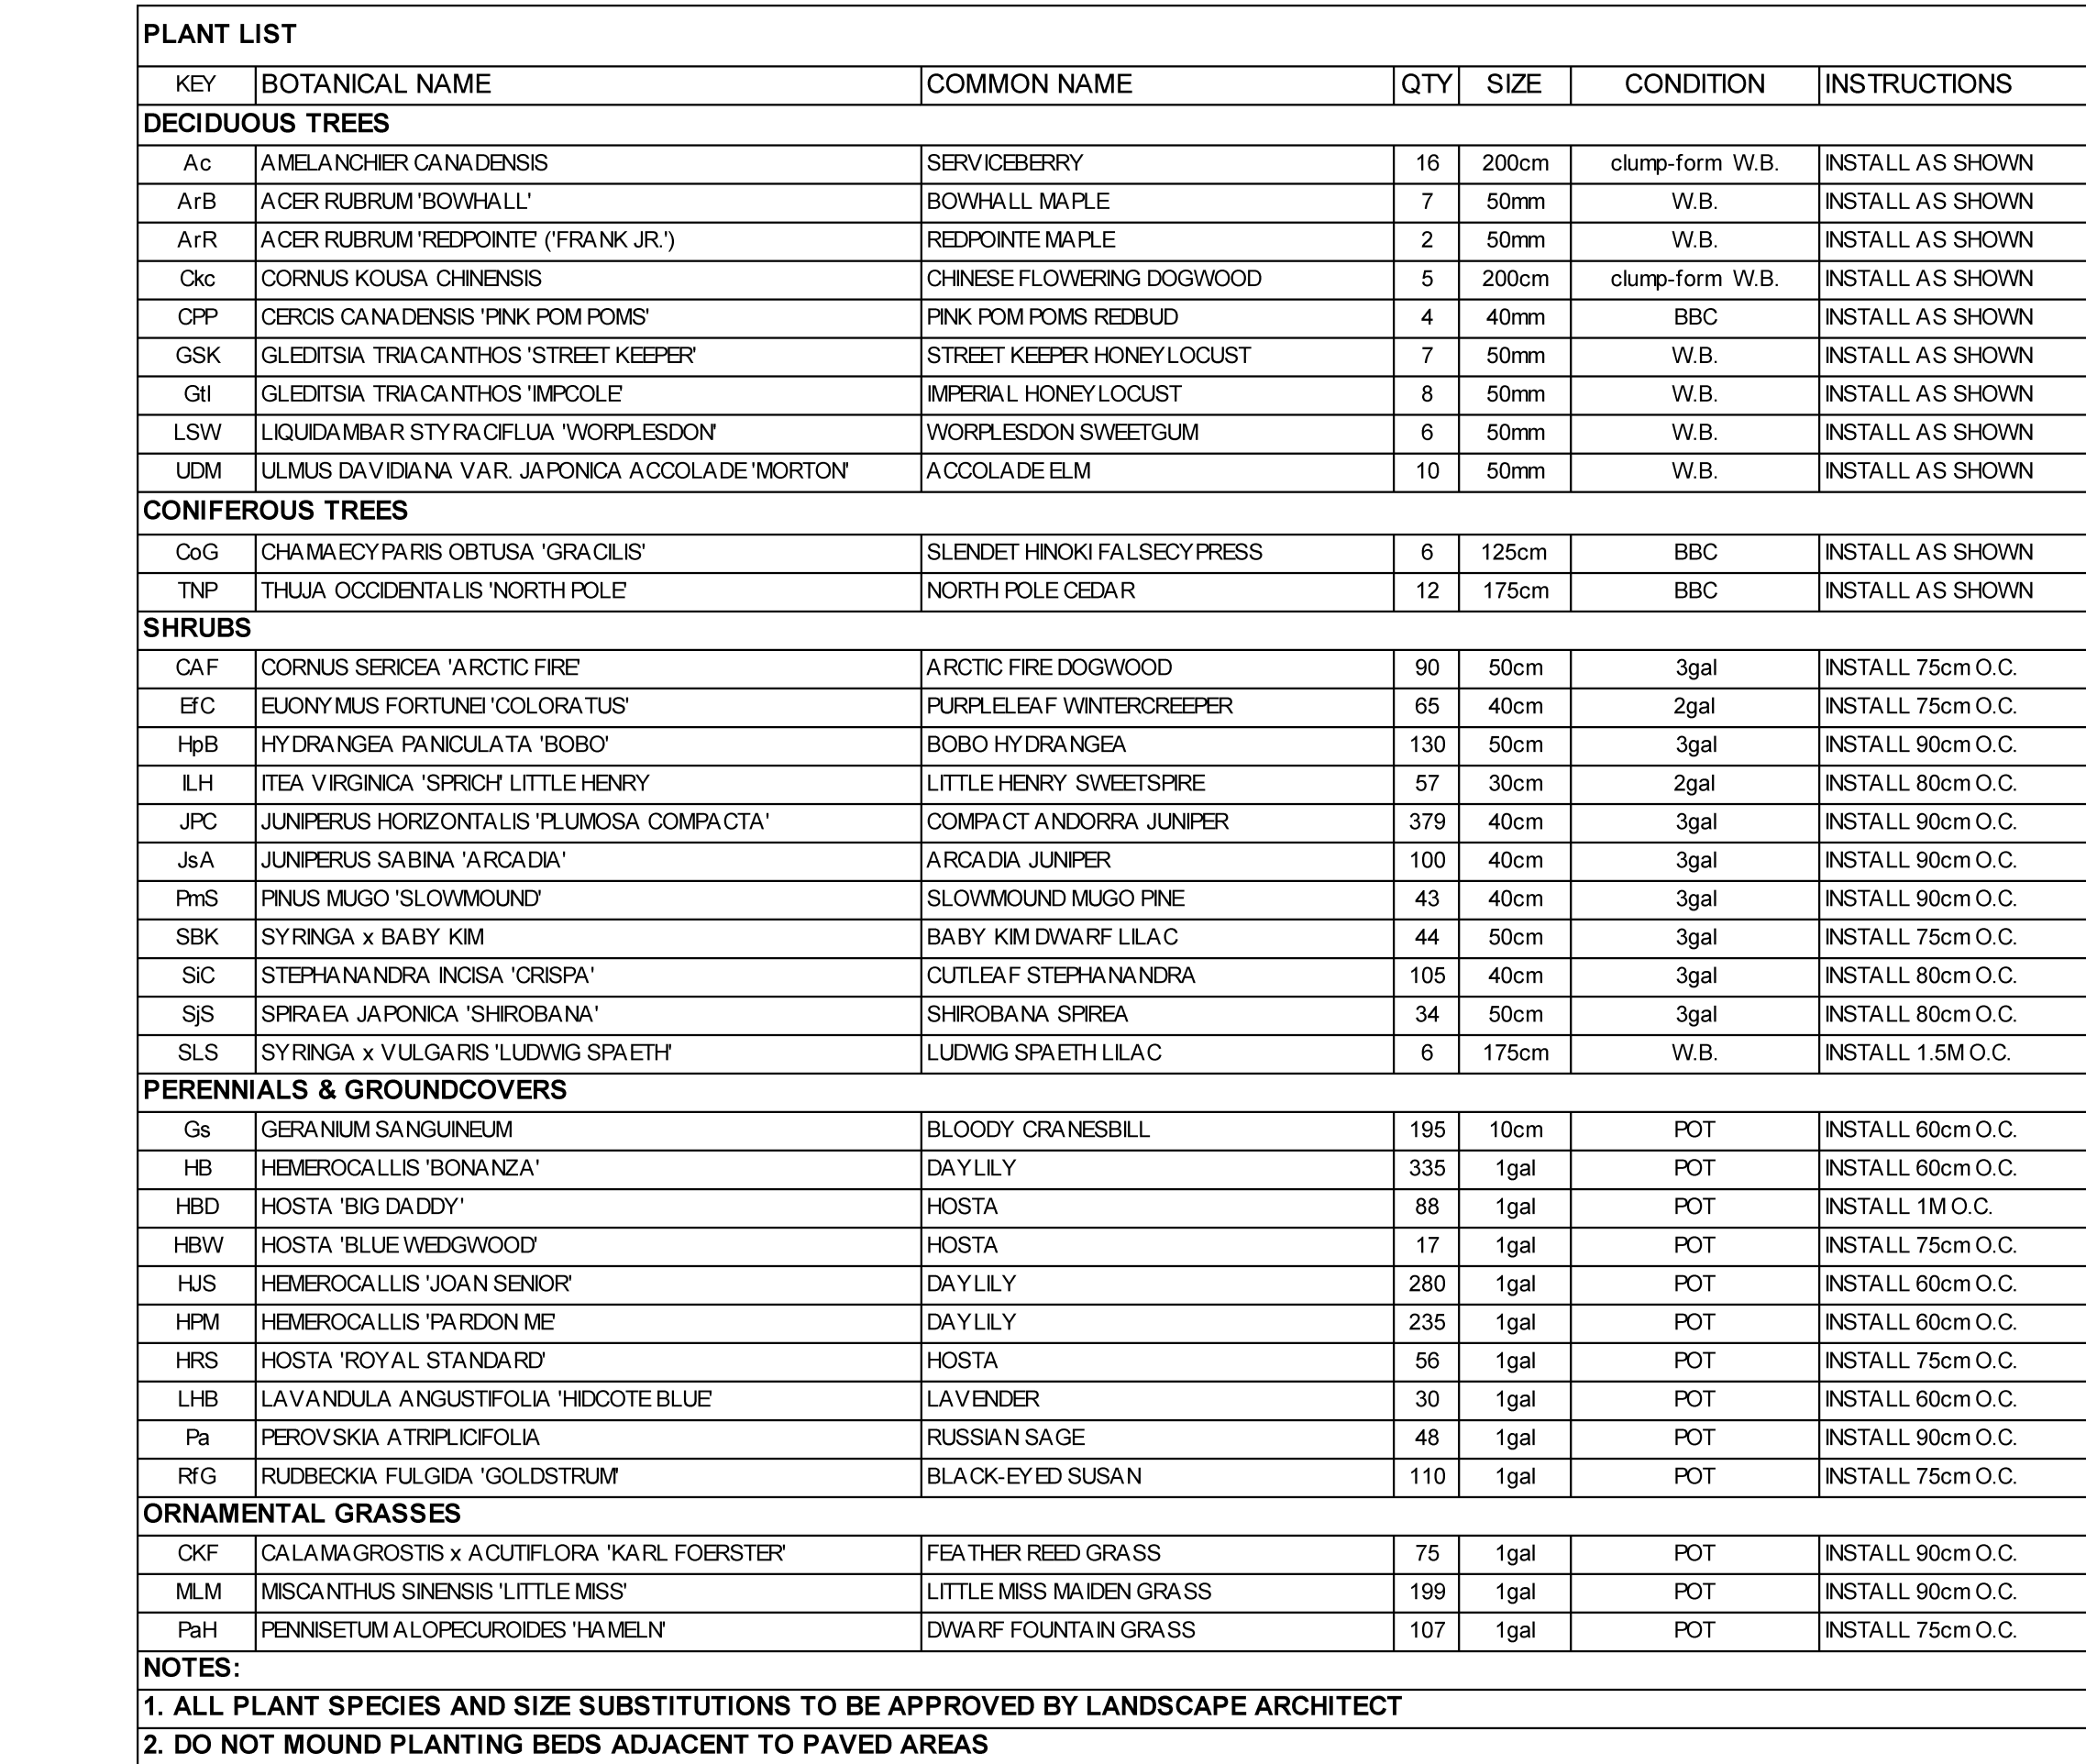 PLANT LIST
KEY BOTANICAL NAME COMMON NAME QTY SIZE CONDITION INSTRUCTIONS
DECIDUOUS TREES
Ac AMELANCHIER CANADENSIS SERVICEBERRY 16 200cm clump-form W.B. INSTALL AS SHOWN
ArB ACER RUBRUM 'BOWHALL' BOWHALL MAPLE 7 50mm W.B. INSTALL AS SHOWN
ArR ACER RUBRUM 'REDPOINTE' ('FRANK JR.') REDPOINTE MAPLE 2 50mm W.B. INSTALL AS SHOWN
Ckc CORNUS KOUSA CHINENSIS CHINESE FLOWERING DOGWOOD 5 200cm clump-form W.B. INSTALL AS SHOWN
CPP CERCIS CANADENSIS 'PINK POM POMS' PINK POM POMS REDBUD 4 40mm BBC INSTALL AS SHOWN
GSK GLEDITSIA TRIACANTHOS 'STREET KEEPER' STREET KEEPER HONEYLOCUST 7 50mm W.B. INSTALL AS SHOWN
GtI GLEDITSIA TRIACANTHOS 'IMPCOLE' IMPERIAL HONEYLOCUST 8 50mm W.B. INSTALL AS SHOWN
LSW LIQUIDAMBAR STYRACIFLUA 'WORPLESDON' WORPLESDON SWEETGUM 6 50mm W.B. INSTALL AS SHOWN
UDM ULMUS DAVIDIANA VAR. JAPONICA ACCOLADE 'MORTON' ACCOLADE ELM 10 50mm W.B. INSTALL AS SHOWN
CONIFEROUS TREES
CoG CHAMAECYPARIS OBTUSA 'GRACILIS' SLENDET HINOKI FALSECYPRESS 6 125cm BBC INSTALL AS SHOWN
TNP THUJA OCCIDENTALIS 'NORTH POLE' NORTH POLE CEDAR 12 175cm BBC INSTALL AS SHOWN
SHRUBS
CAF CORNUS SERICEA 'ARCTIC FIRE' ARCTIC FIRE DOGWOOD 90 50cm 3gal INSTALL 75cm O.C.
EfC EUONYMUS FORTUNEI 'COLORATUS' PURPLELEAF WINTERCREEPER 65 40cm 2gal INSTALL 75cm O.C.
HpB HYDRANGEA PANICULATA 'BOBO' BOBO HYDRANGEA 130 50cm 3gal INSTALL 90cm O.C.
ILH ITEA VIRGINICA 'SPRICH' LITTLE HENRY LITTLE HENRY SWEETSPIRE 57 30cm 2gal INSTALL 80cm O.C.
JPC JUNIPERUS HORIZONTALIS 'PLUMOSA COMPACTA' COMPACT ANDORRA JUNIPER 379 40cm 3gal INSTALL 90cm O.C.
JsA JUNIPERUS SABINA 'ARCADIA' ARCADIA JUNIPER 100 40cm 3gal INSTALL 90cm O.C.
PmS PINUS MUGO 'SLOWMOUND' SLOWMOUND MUGO PINE 43 40cm 3gal INSTALL 90cm O.C.
SBK SYRINGA x BABY KIM BABY KIM DWARF LILAC 44 50cm 3gal INSTALL 75cm O.C.
SiC STEPHANANDRA INCISA 'CRISPA' CUTLEAF STEPHANANDRA 105 40cm 3gal INSTALL 80cm O.C.
SjS SPIRAEA JAPONICA 'SHIROBANA' SHIROBANA SPIREA 34 50cm 3gal INSTALL 80cm O.C.
SLS SYRINGA x VULGARIS 'LUDWIG SPAETH' LUDWIG SPAETH LILAC 6 175cm W.B. INSTALL 1.5M O.C.
PERENNIALS & GROUNDCOVERS
Gs GERANIUM SANGUINEUM BLOODY CRANESBILL 195 10cm POT INSTALL 60cm O.C.
HB HEMEROCALLIS 'BONANZA' DAYLILY 335 1gal POT INSTALL 60cm O.C.
HBD HOSTA 'BIG DADDY' HOSTA 88 1gal POT INSTALL 1M O.C.
HBW HOSTA 'BLUE WEDGWOOD' HOSTA 17 1gal POT INSTALL 75cm O.C.
HJS HEMEROCALLIS 'JOAN SENIOR' DAYLILY 280 1gal POT INSTALL 60cm O.C.
HPM HEMEROCALLIS 'PARDON ME' DAYLILY 235 1gal POT INSTALL 60cm O.C.
HRS HOSTA 'ROYAL STANDARD' HOSTA 56 1gal POT INSTALL 75cm O.C.
LHB LAVANDULA ANGUSTIFOLIA 'HIDCOTE BLUE' LAVENDER 30 1gal POT INSTALL 60cm O.C.
Pa PEROVSKIA ATRIPLICIFOLIA RUSSIAN SAGE 48 1gal POT INSTALL 90cm O.C.
RfG RUDBECKIA FULGIDA 'GOLDSTRUM' BLACK-EYED SUSAN 110 1gal POT INSTALL 75cm O.C.
ORNAMENTAL GRASSES
CKF CALAMAGROSTIS x ACUTIFLORA 'KARL FOERSTER' FEATHER REED GRASS 75 1gal POT INSTALL 90cm O.C.
MLM MISCANTHUS SINENSIS 'LITTLE MISS' LITTLE MISS MAIDEN GRASS 199 1gal POT INSTALL 90cm O.C.
PaH PENNISETUM ALOPECUROIDES 'HAMELN' DWARF FOUNTAIN GRASS 107 1gal POT INSTALL 75cm O.C.
NOTES:
1. ALL PLANT SPECIES AND SIZE SUBSTITUTIONS TO BE APPROVED BY LANDSCAPE ARCHITECT
2. DO NOT MOUND PLANTING BEDS ADJACENT TO PAVED AREAS